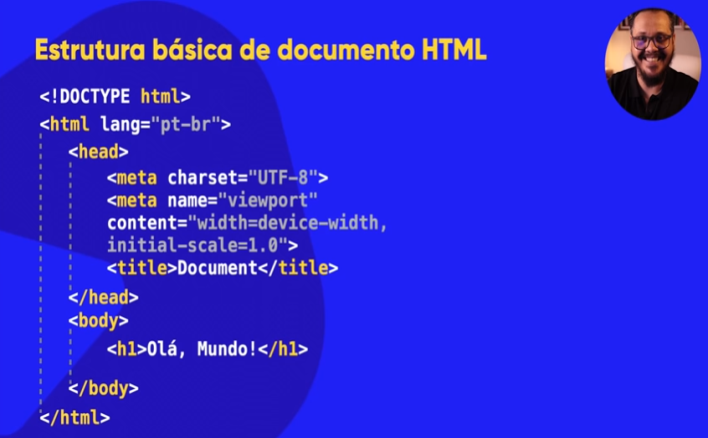 Estrutura básica de documento HTML
<!DOCTYPE html>
<html lang="pt-br">
<head>
<meta charset="UTF-8">
<meta name="viewport"
content="width=device-width,
initial-scale=1.0">
<title>Document</title>
</head>
<body>
<h1>Olá, Mundo!</h1>
</body>
</html>